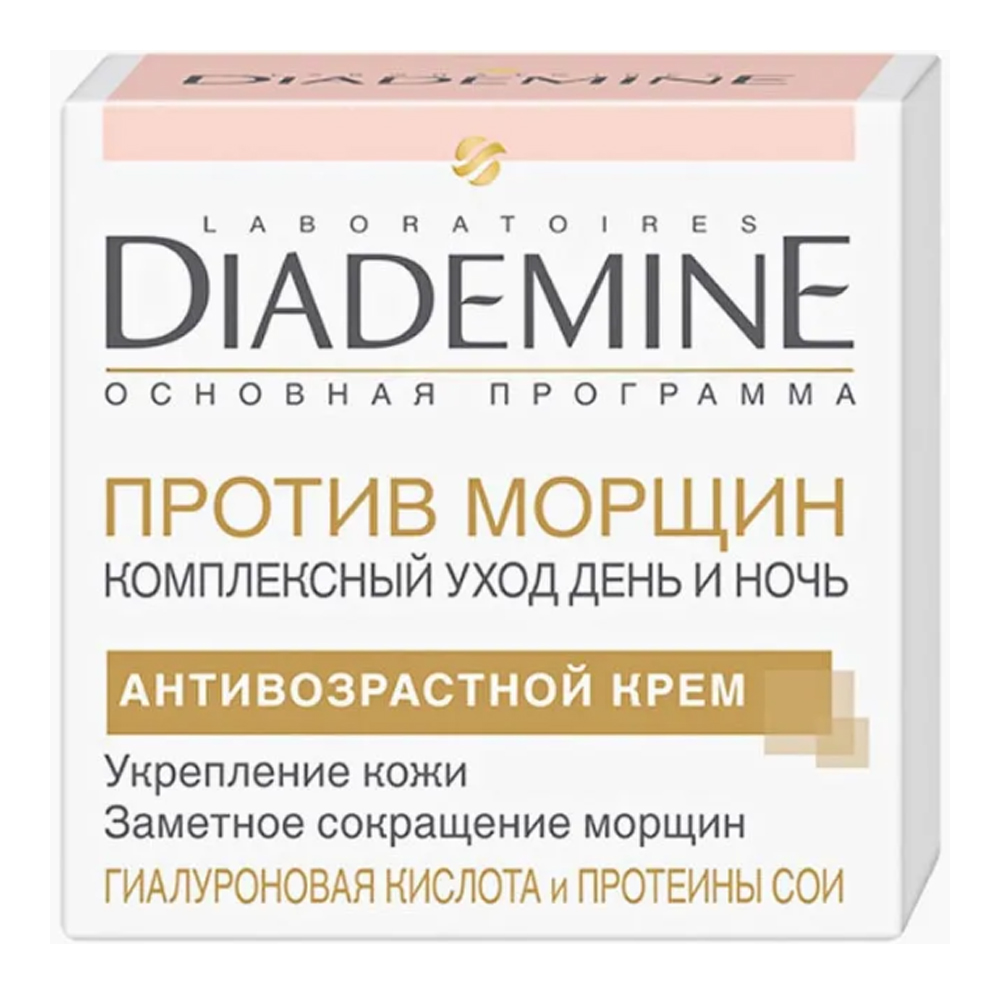 DIADEMINE
LABORATOIRES
DIADEMINE
ОСНОВНАЯ ПРОГРАММА
ПРОТИВ МОРЩИН
КОМПЛЕКСНЫЙ УХОД ДЕНЬ И НОЧЬ
АНТИВОЗРАСТНОЙ КРЕМ
Укрепление кожи
Заметное сокращение морщин
ГИАЛУРОНОВАЯ КИСЛОТА и ПРОТЕИНЫ СОИ